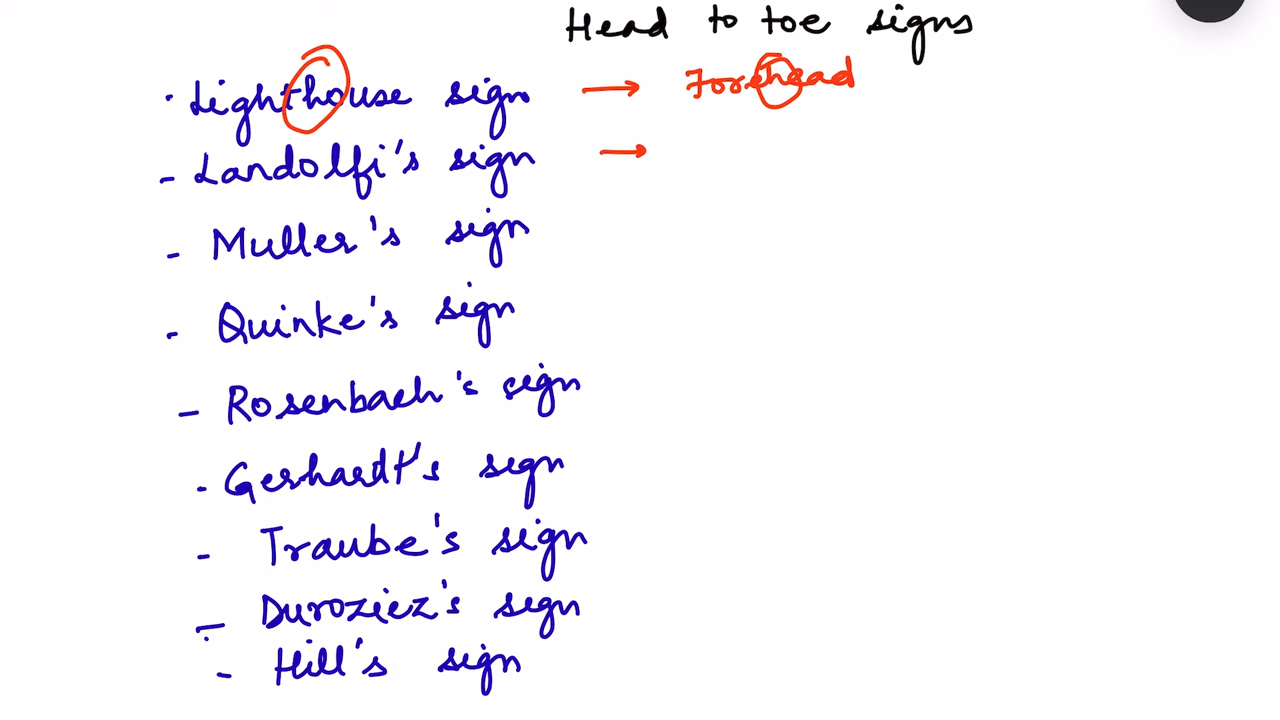 Head to toe signs
· Lighthouse sign → Forehead
- Landolfi's sign →
- Muller's sign
- Quinke's sign
- Rosenbach's sign
- Gerhardt's sign
- Traube's sign
- Duroziez's sign
- Hill's sign